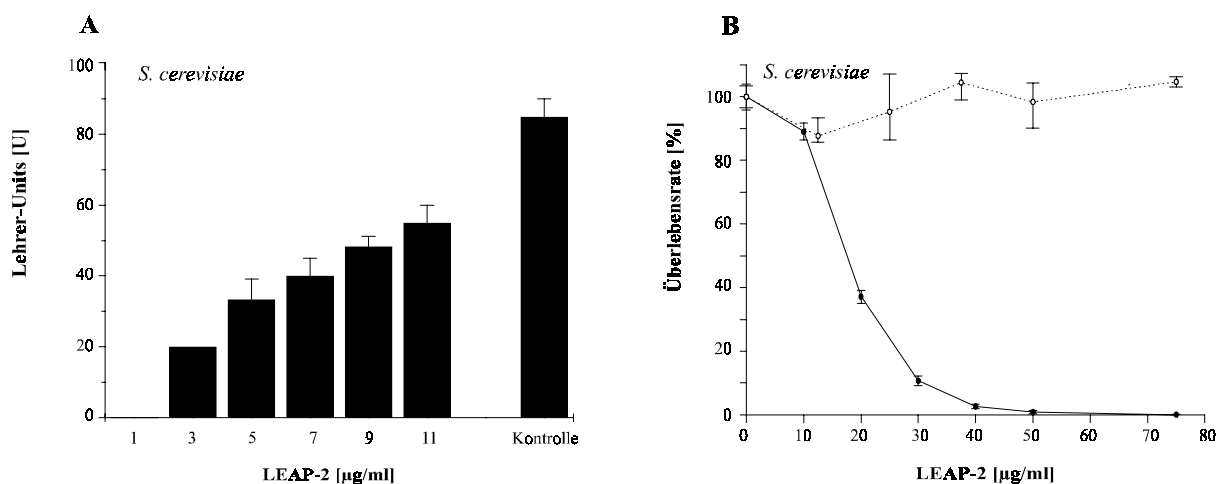 A
S. cerevisiae
Lehrer-Units [U]
100
80
60
40
20
0
1 3 5 7 9 11 Kontrolle
LEAP-2 [µg/ml]
B
S. cerevisiae
Überlebensrate [%]
100
80
60
40
20
0
0 10 20 30 40 50 60 70 80
LEAP-2 [µg/ml]